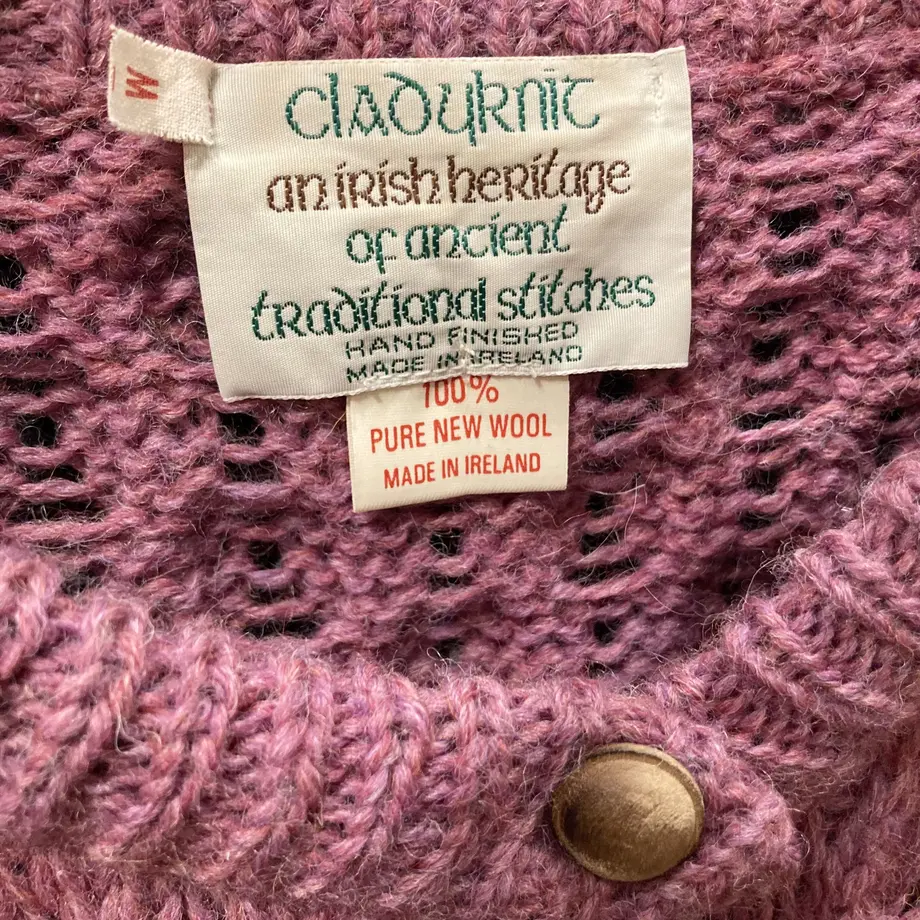 M
cladyknit
an irish heritage
of ancient
traditional stitches
HAND FINISHED
MADE IN IRELAND
100%
PURE NEW WOOL
MADE IN IRELAND